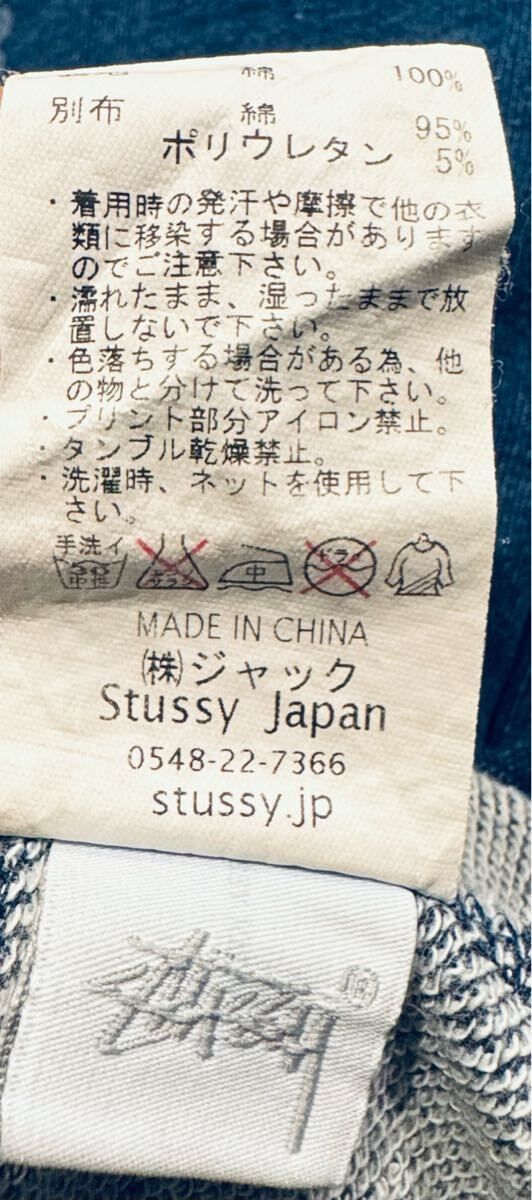 綿 100%
別布 綿 95%
ポリウレタン 5%
・着用時の発汗や摩擦で他の衣
類に移染する場合があります
のでご注意下さい。
・濡れたまま、湿ったままで放
置しないで下さい。
・色落ちする場合がある為、他
の物と分けて洗って下さい。
・プリント部分アイロン禁止。
・タンブル乾燥禁止。
・洗濯時、ネットを使用して下
さい。
手洗イ 中 ドライ
MADE IN CHINA
㈱ジャック
Stussy Japan
0548-22-7366
stussy.jp